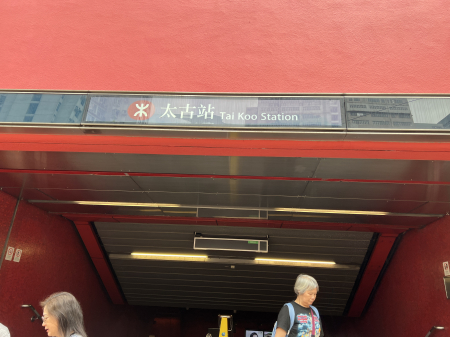 太古站 Tai Koo Station